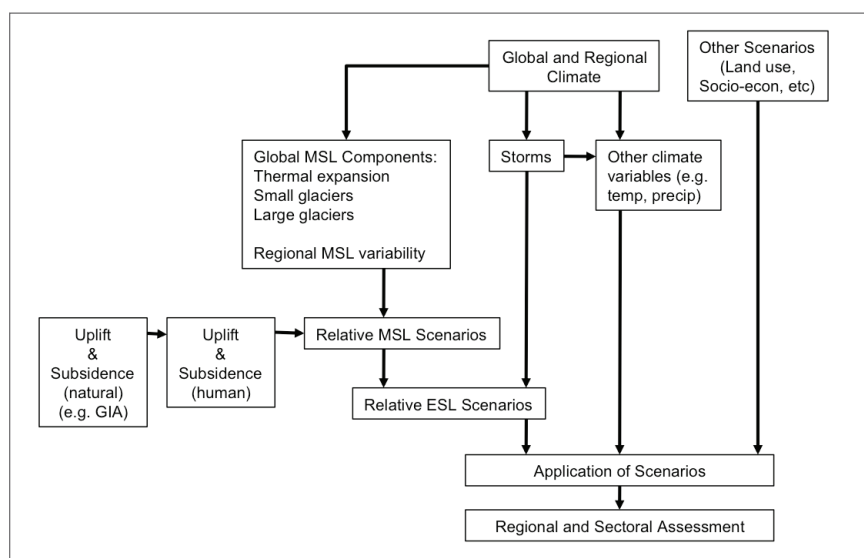 Global and Regional
Climate
Other Scenarios
(Land use,
Socio-econ, etc)
Global MSL Components:
Thermal expansion
Small glaciers
Large glaciers
Regional MSL variability
Storms
Other climate
variables (e.g.
temp, precip)
Uplift
&
Subsidence
(natural)
(e.g. GIA)
Uplift
&
Subsidence
(human)
Relative MSL Scenarios
Relative ESL Scenarios
Application of Scenarios
Regional and Sectoral Assessment